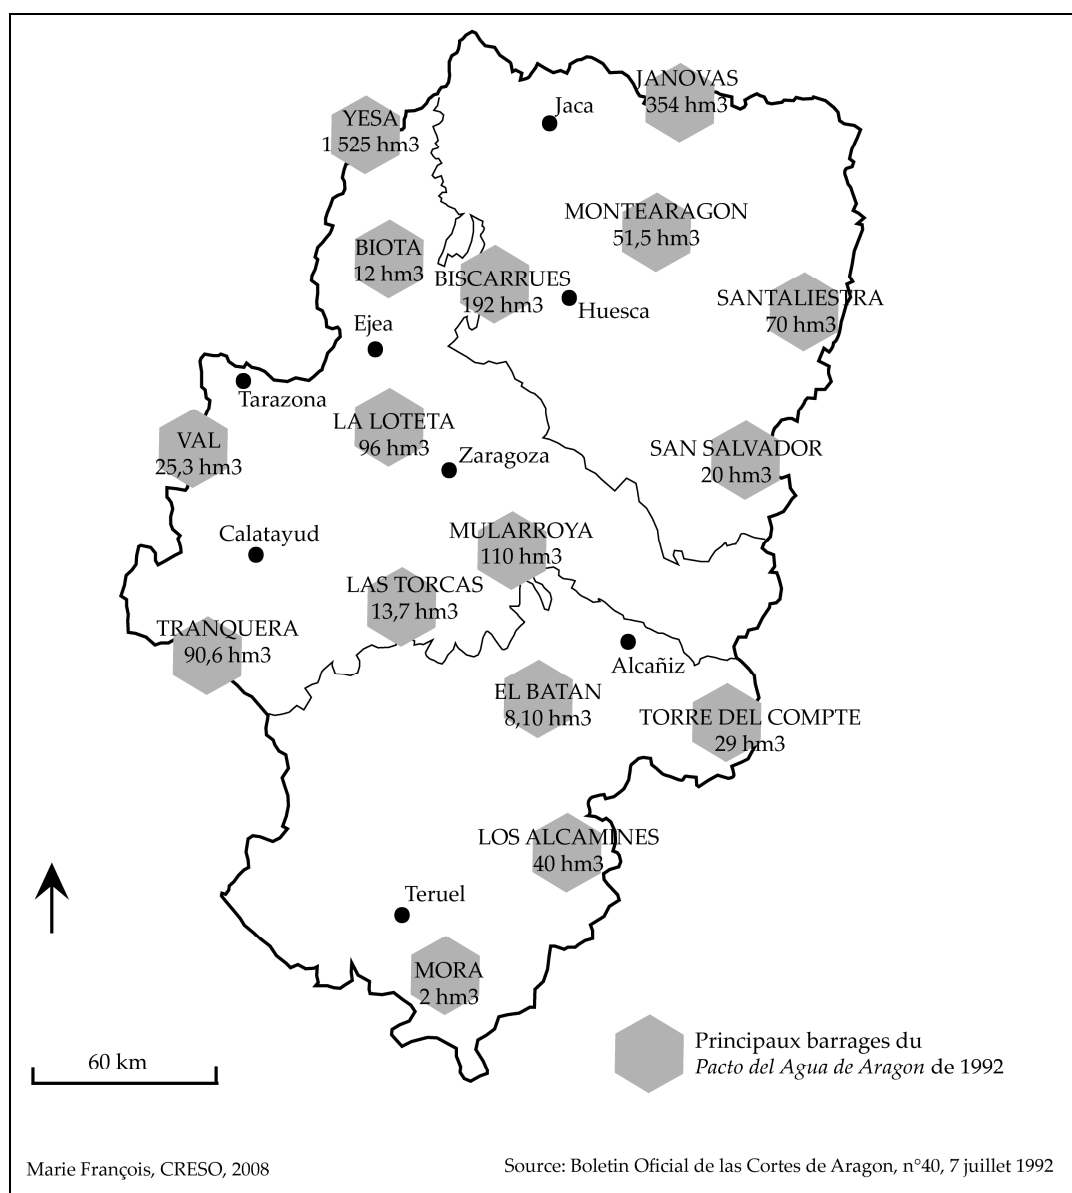 JANOVAS
354 hm3
Jaca
YESA
1 525 hm3
MONTEARAGON
51,5 hm3
BIOTA
12 hm3
BISCARRUES
192 hm3
Huesca
SANTALIESTRA
70 hm3
Ejea
Tarazona
LA LOTETA
96 hm3
VAL
25,3 hm3
Zaragoza
SAN SALVADOR
20 hm3
Calatayud
MULARROYA
110 hm3
LAS TORCAS
13,7 hm3
TRANQUERA
90,6 hm3
Alcañiz
EL BATAN
8,10 hm3
TORRE DEL COMPTE
29 hm3
LOS ALCAMINES
40 hm3
Teruel
MORA
2 hm3
Principaux barrages du
Pacto del Agua de Aragon de 1992
60 km
Marie François, CRESO, 2008
Source: Boletin Oficial de las Cortes de Aragon, n°40, 7 juillet 1992